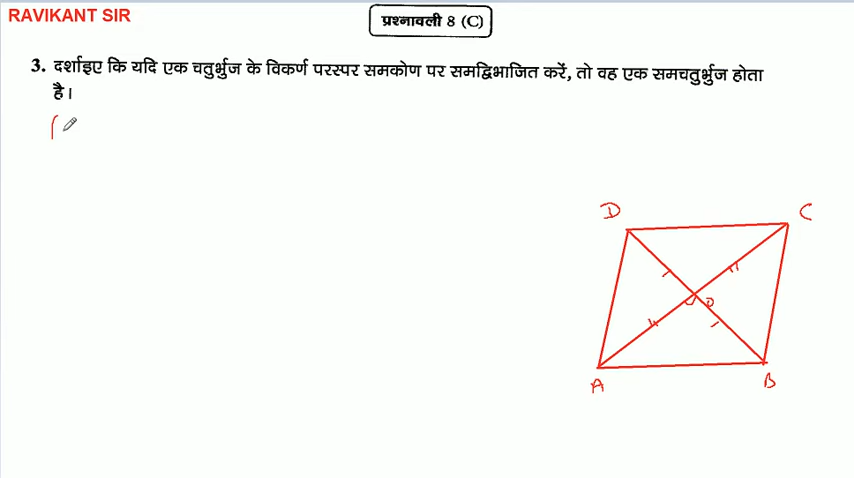 RAVIKANT SIR
प्रश्नावली 8 (C)
3. दर्शाइए कि यदि एक चतुर्भुज के विकर्ण परस्पर समकोण पर समद्विभाजित करें, तो वह एक समचतुर्भुज होता
है।
D C
O
A B